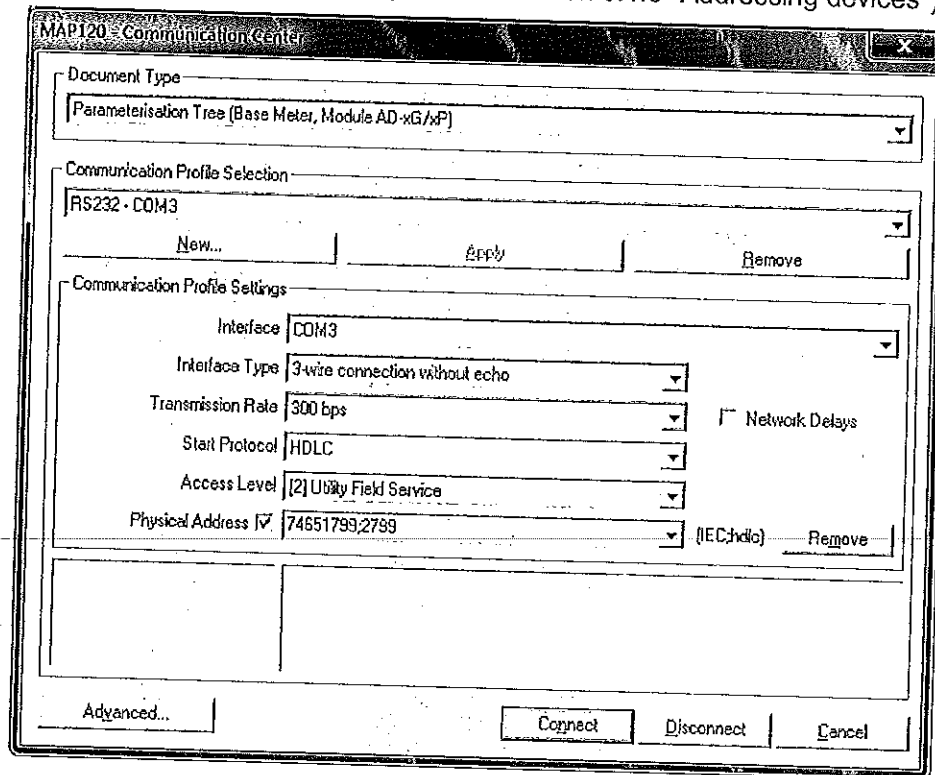 "Addressing devices")
MAP120 - Communication Center
X
Document Type
Parameterisation Tree (Base Meter, Module AD-xG/xP)
Communication Profile Selection
RS232 - COM3
New... Apply Remove
Communication Profile Settings
Interface COM3
Interface Type 3-wire connection without echo
Transmission Rate 300 bps Network Delays
Start Protocol HDLC
Access Level [2] Utility Field Service
Physical Address 74651799;2799 (IEC;hdlc) Remove
Advanced... Connect Disconnect Cancel